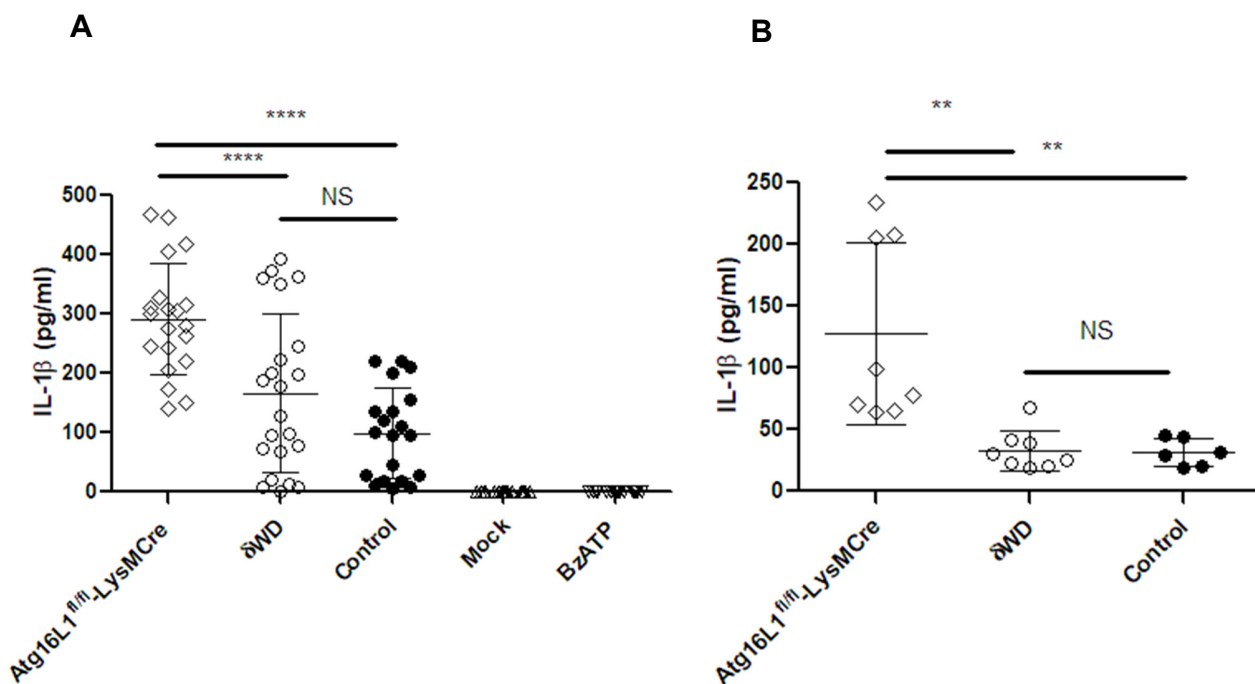 A
****
****
NS
IL-1β (pg/ml)
500
400
300
200
100
0
Atg16L1fl/fl-LysMCre
δWD
Control
Mock
BzATP
B
**
**
NS
IL-1β (pg/ml)
250
200
150
100
50
0
Atg16L1fl/fl-LysMCre
δWD
Control